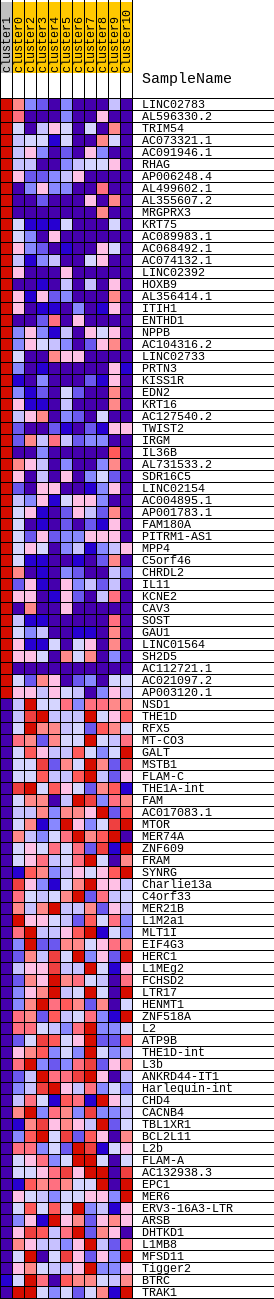 cluster1
cluster0
cluster2
cluster3
cluster4
cluster5
cluster6
cluster7
cluster8
cluster9
cluster10
SampleName
LINC02783
AL596330.2
TRIM54
AC073321.1
AC091946.1
RHAG
AP006248.4
AL499602.1
AL355607.2
MRGPRX3
KRT75
AC089983.1
AC068492.1
AC074132.1
LINC02392
HOXB9
AL356414.1
ITIH1
ENTHD1
NPPB
AC104316.2
LINC02733
PRTN3
KISS1R
EDN2
KRT16
AC127540.2
TWIST2
IRGM
IL36B
AL731533.2
SDR16C5
LINC02154
AC004895.1
AP001783.1
FAM180A
PITRM1-AS1
MPP4
C5orf46
CHRDL2
IL11
KCNE2
CAV3
SOST
GAU1
LINC01564
SH2D5
AC112721.1
AC021097.2
AP003120.1
NSD1
THE1D
RFX5
MT-CO3
GALT
MSTB1
FLAM-C
THE1A-int
FAM
AC017083.1
MTOR
MER74A
ZNF609
FRAM
SYNRG
Charlie13a
C4orf33
MER21B
L1M2a1
MLT1I
EIF4G3
HERC1
L1MEg2
FCHSD2
LTR17
HENMT1
ZNF518A
L2
ATP9B
THE1D-int
L3b
ANKRD44-IT1
Harlequin-int
CHD4
CACNB4
TBL1XR1
BCL2L11
L2b
FLAM-A
AC132938.3
EPC1
MER6
ERV3-16A3-LTR
ARSB
DHTKD1
L1MB8
MFSD11
Tigger2
BTRC
TRAK1